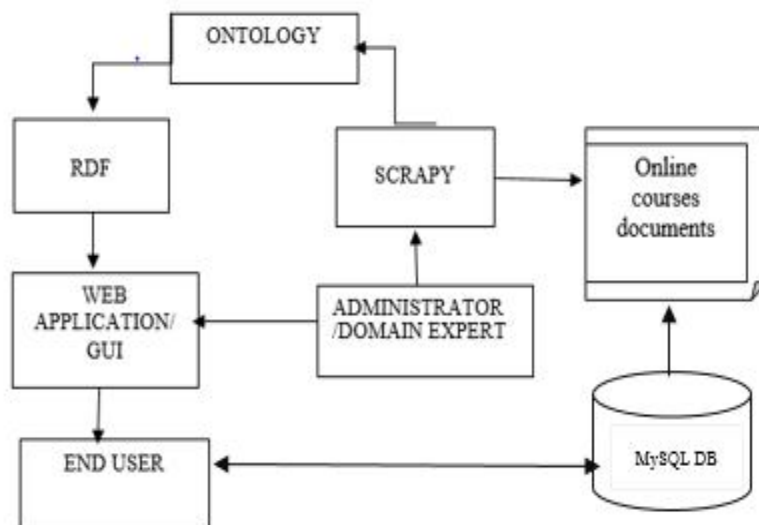 ONTOLOGY
RDF
SCRAPY
Online
courses
documents
WEB
APPLICATION/
GUI
ADMINISTRATOR
/DOMAIN EXPERT
END USER
MySQL DB